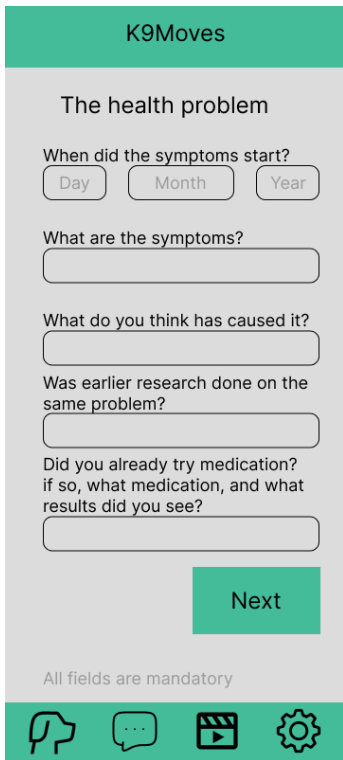 K9Moves
The health problem
When did the symptoms start?
Day Month Year
What are the symptoms?
What do you think has caused it?
Was earlier research done on the
same problem?
Did you already try medication?
if so, what medication, and what
results did you see?
Next
All fields are mandatory